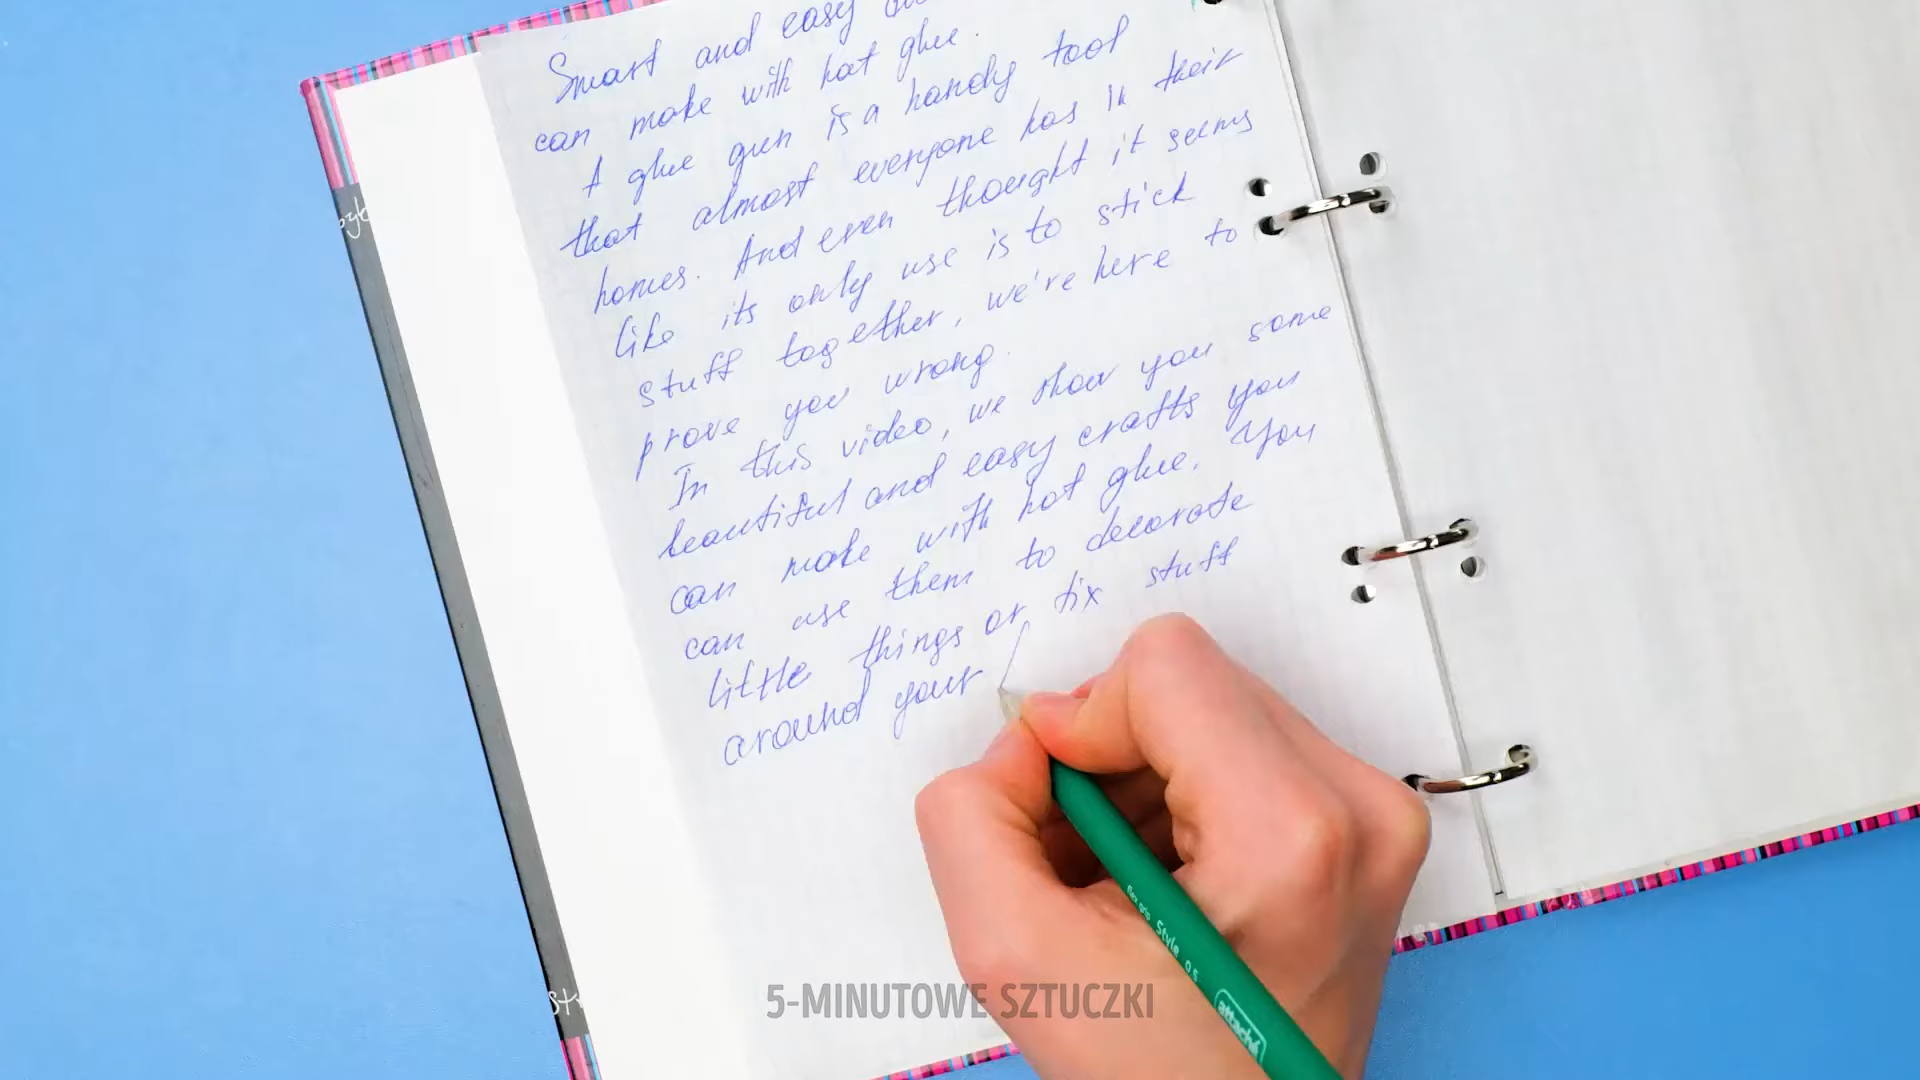 Smart and easy
can make with hot glue.
A glue gun is a handy tool
that almost everyone has in their
homes. And even thought it seems
like its only use is to stick
stuff together, we're here to
prove you wrong.
In this video, we show you some
beautiful and easy crafts you
can make with hot glue. You
can use them to decorate
little things or fix stuff
around your
flex grip Style 0.5
attaché
5-MINUTOWE SZTUCZKI